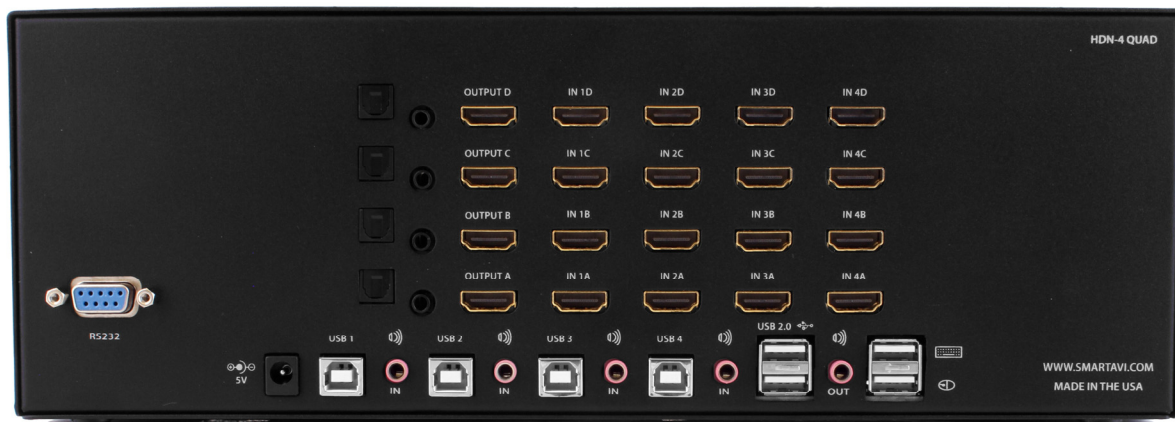 HDN-4 QUAD
OUTPUT D IN 1D IN 2D IN 3D IN 4D
OUTPUT C IN 1C IN 2C IN 3C IN 4C
OUTPUT B IN 1B IN 2B IN 3B IN 4B
OUTPUT A IN 1A IN 2A IN 3A IN 4A
RS232
USB 1 USB 2 USB 3 USB 4 USB 2.0
5V
IN IN IN IN OUT
WWW.SMARTAVI.COM
MADE IN THE USA